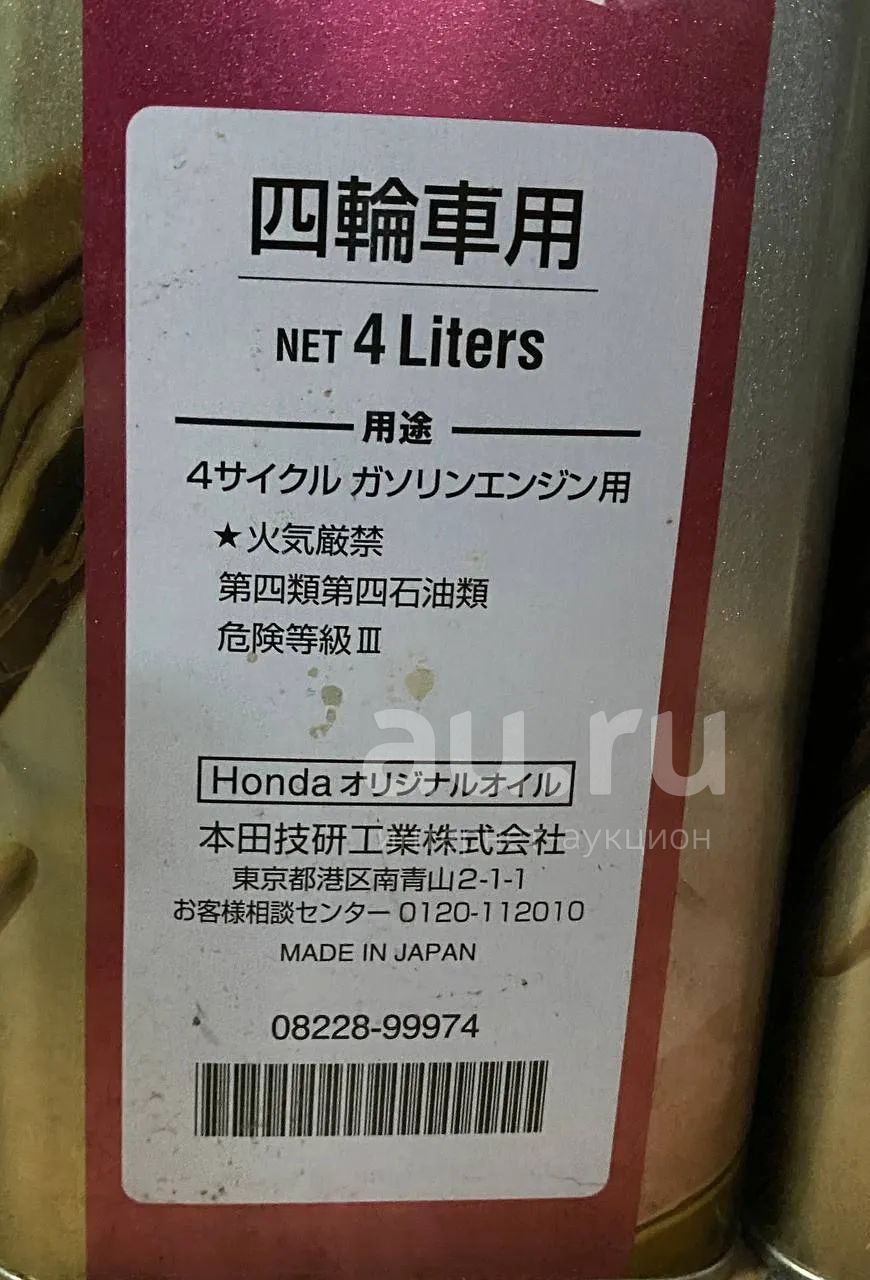 四輪車用
NET 4 Liters
用途
4サイクル ガソリンエンジン用
★火気厳禁
第四類第四石油類
危険等級Ⅲ
au.ru
Hondaオリジナルオイル
本田技研工業株式会社
аукцион
東京都港区南青山2-1-1
お客様相談センター 0120-112010
MADE IN JAPAN
08228-99974